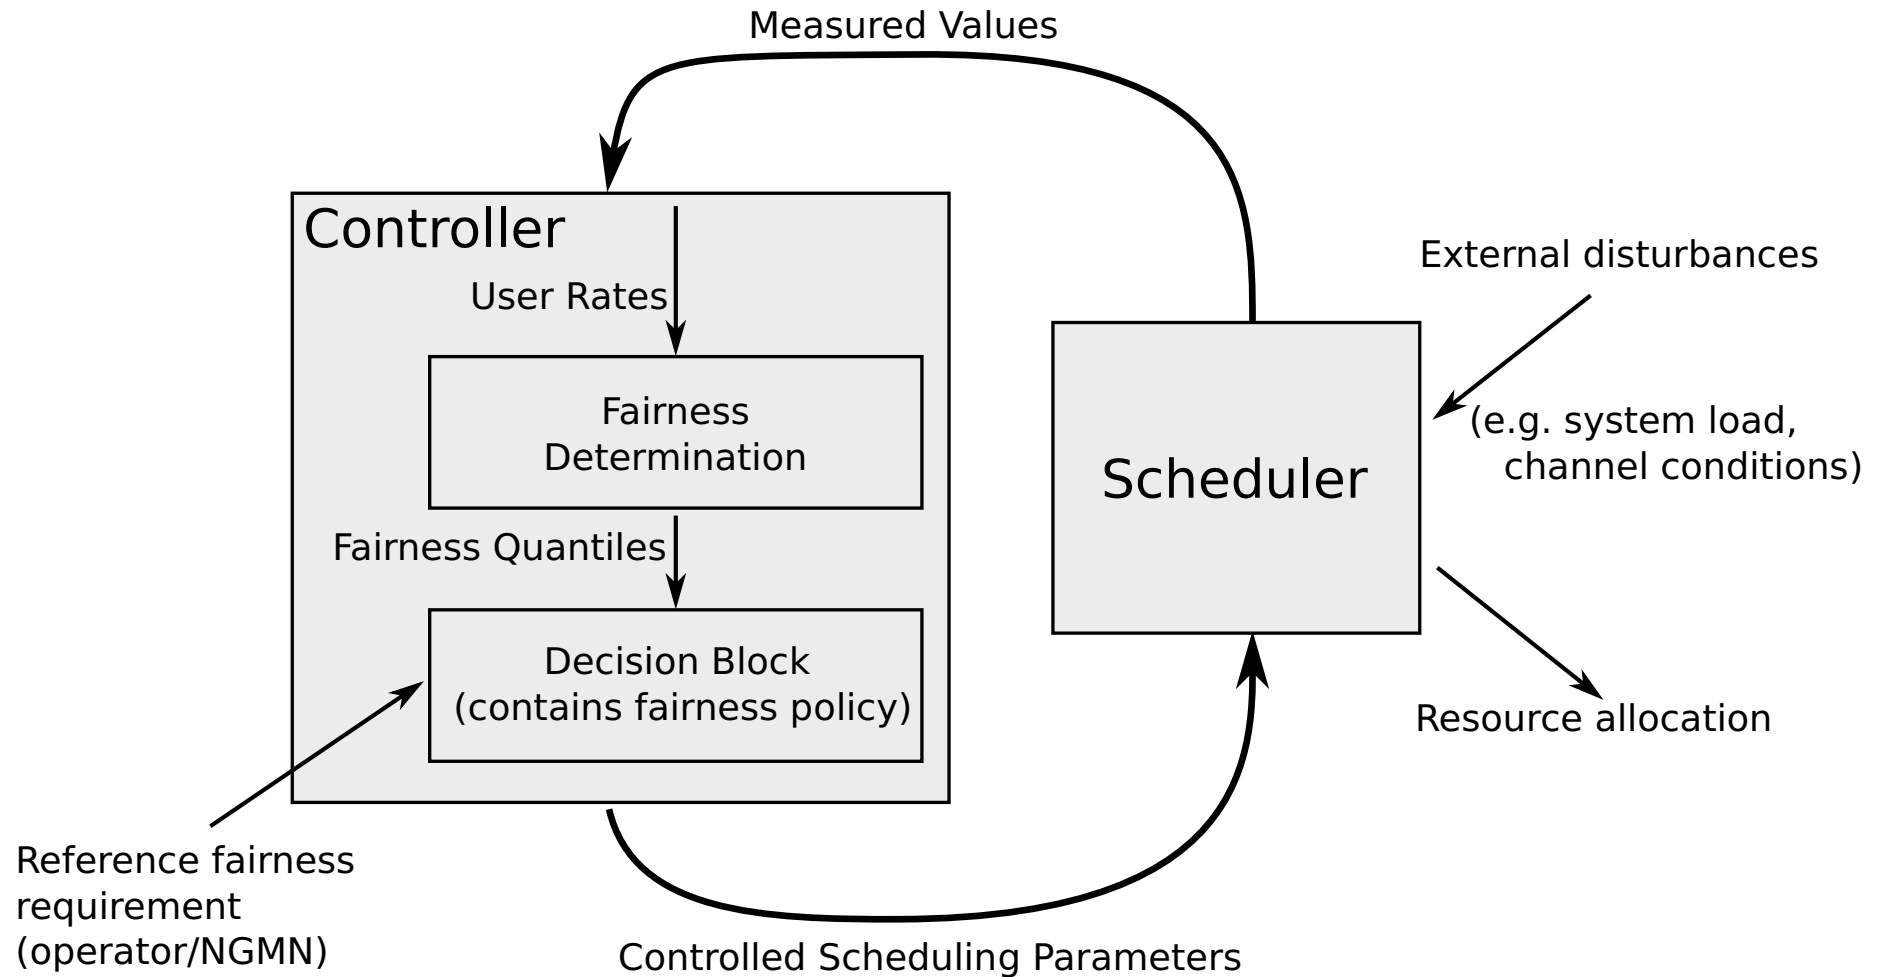 Measured Values
Controller
User Rates
Fairness
Determination
Fairness Quantiles
Decision Block
(contains fairness policy)
Reference fairness
requirement
(operator/NGMN)
Controlled Scheduling Parameters
Scheduler
External disturbances
(e.g. system load,
channel conditions)
Resource allocation